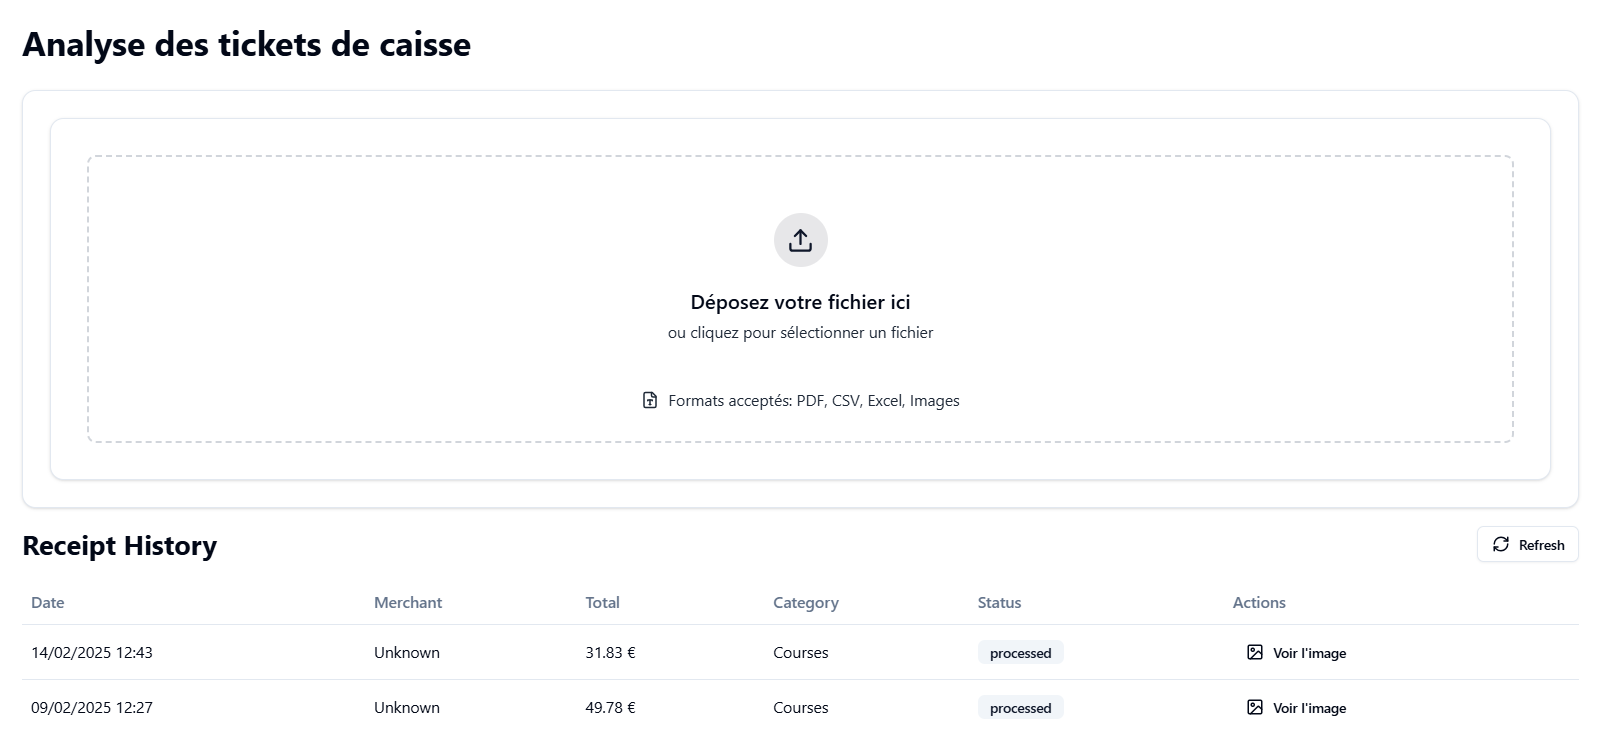 Analyse des tickets de caisse
Déposez votre fichier ici
ou cliquez pour sélectionner un fichier
Formats acceptés: PDF, CSV, Excel, Images
Receipt History
Refresh
Date Merchant Total Category Status Actions
14/02/2025 12:43 Unknown 31.83 € Courses processed Voir l'image
09/02/2025 12:27 Unknown 49.78 € Courses processed Voir l'image